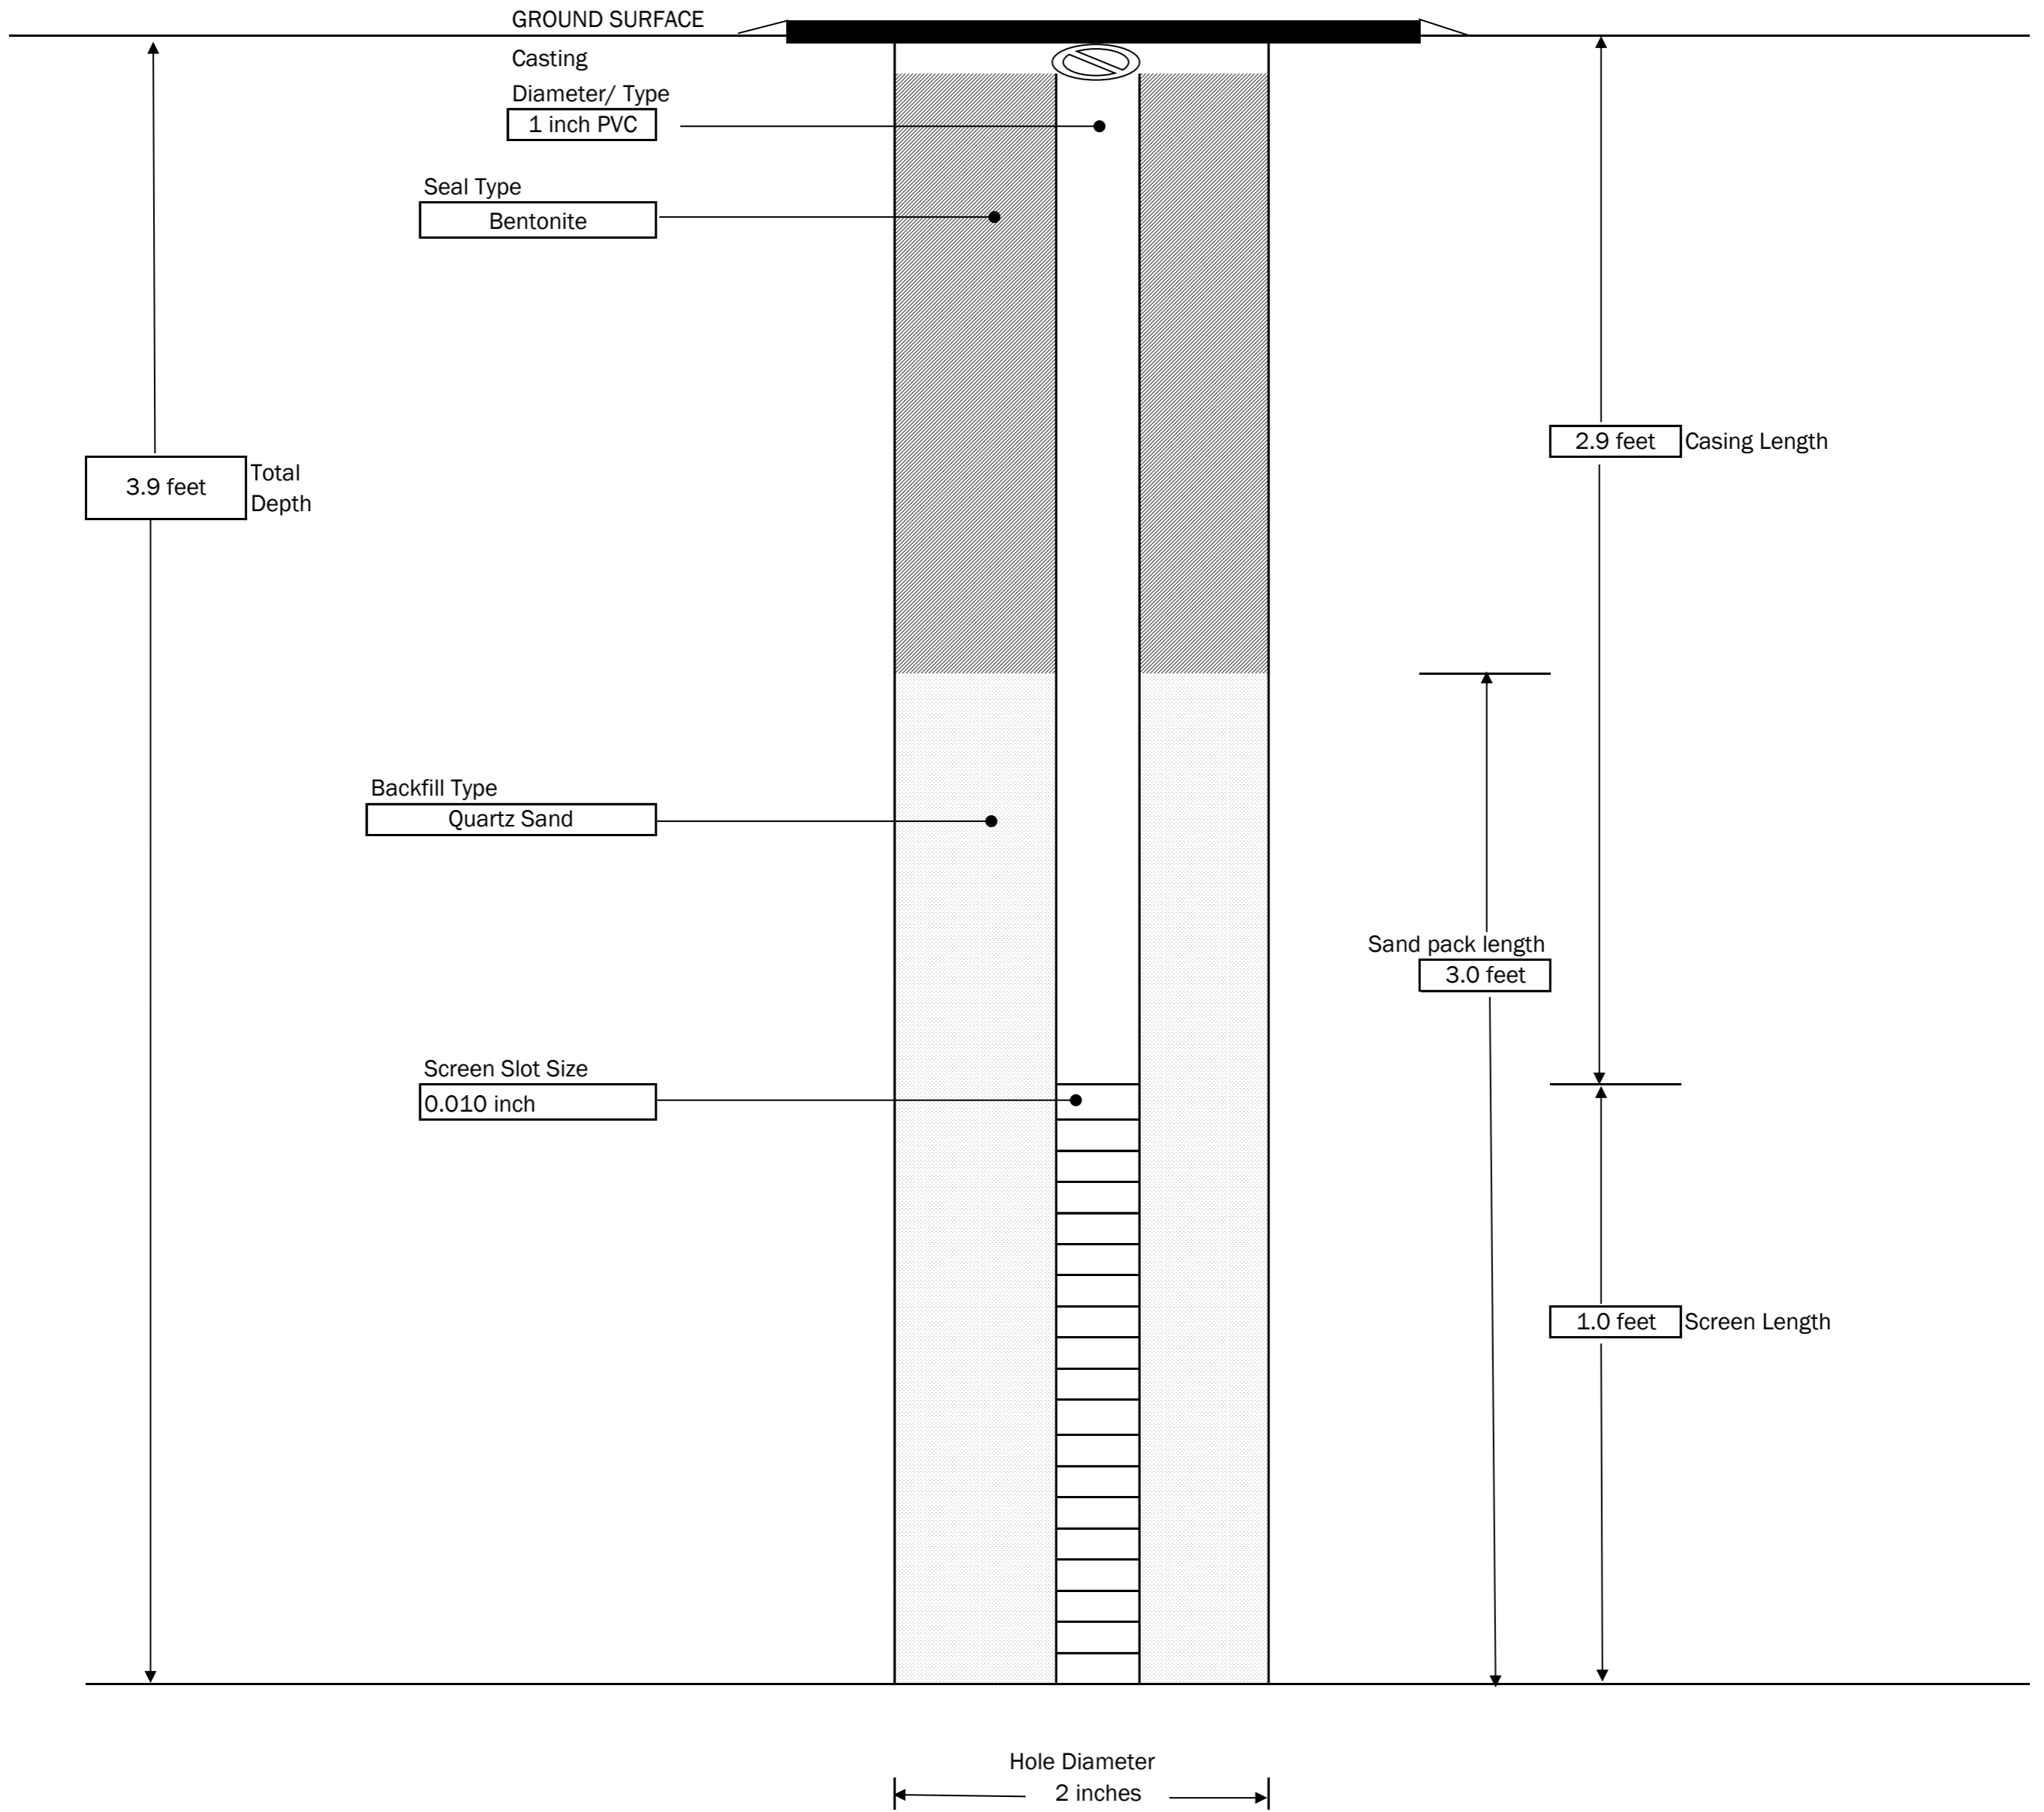 GROUND SURFACE
Casting
Diameter/ Type
1 inch PVC
Seal Type
Bentonite
2.9 feet Casing Length
3.9 feet
Total
Depth
Backfill Type
Quartz Sand
Sand pack length
3.0 feet
Screen Slot Size
0.010 inch
1.0 feet Screen Length
Hole Diameter
2 inches